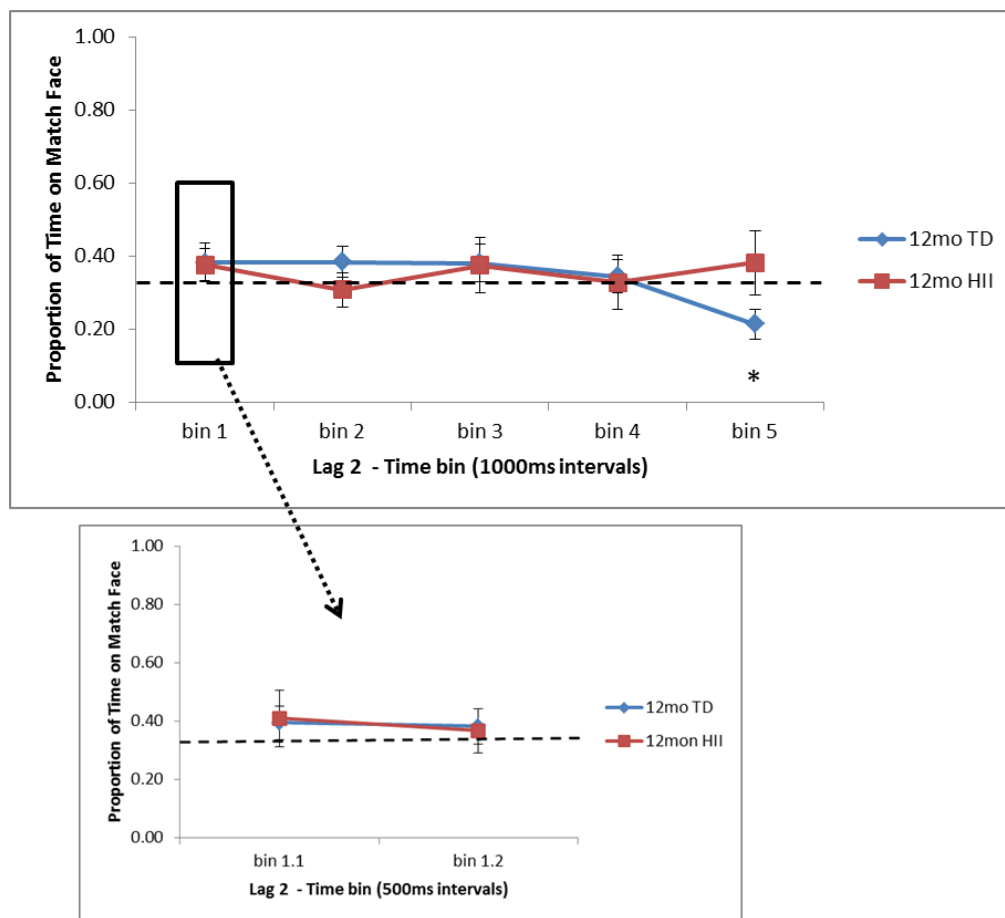 Proportion of Time on Match Face
1.00
0.80
0.60
0.40
0.20
0.00
12mo TD
12mo HII
*
bin 1 bin 2 bin 3 bin 4 bin 5
Lag 2 - Time bin (1000ms intervals)
Proportion of Time on Match Face
1.00
0.80
0.60
0.40
0.20
0.00
12mo TD
12mon HII
bin 1.1 bin 1.2
Lag 2 - Time bin (500ms intervals)